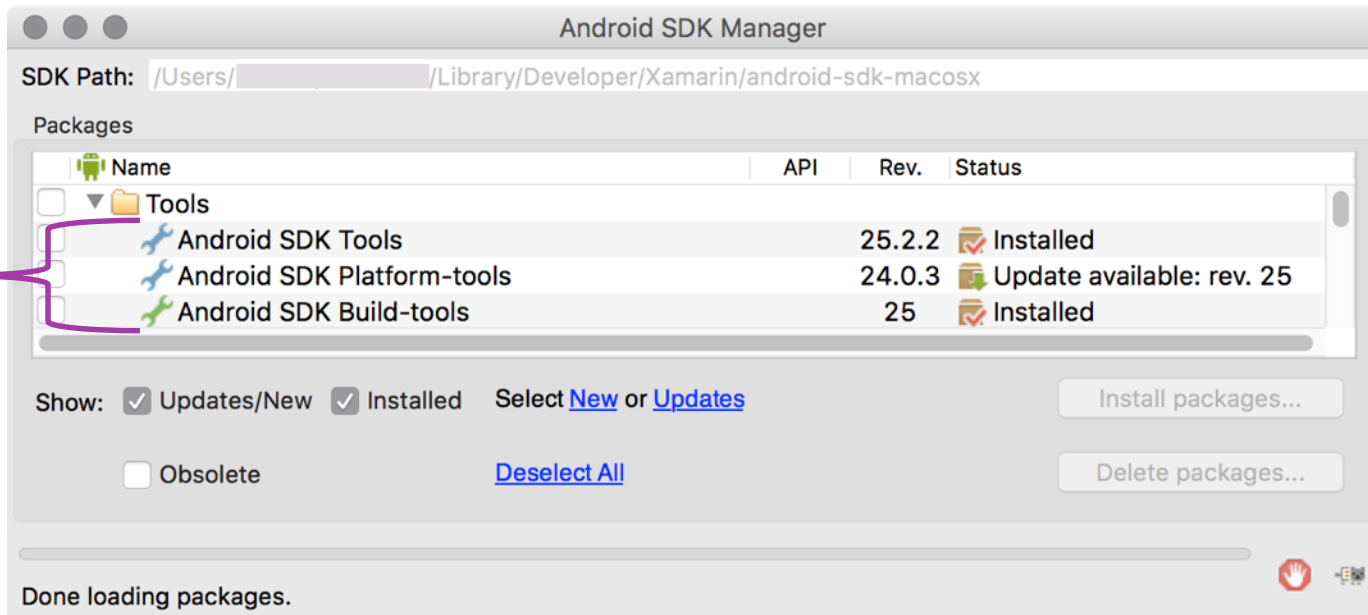 Android SDK Manager
SDK Path: /Users/ /Library/Developer/Xamarin/android-sdk-macosx
Packages
Name API Rev. Status
Tools
Android SDK Tools 25.2.2 Installed
Android SDK Platform-tools 24.0.3 Update available: rev. 25
Android SDK Build-tools 25 Installed
Show: Updates/New Installed Select New or Updates Install packages...
Obsolete Deselect All Delete packages...
Done loading packages.